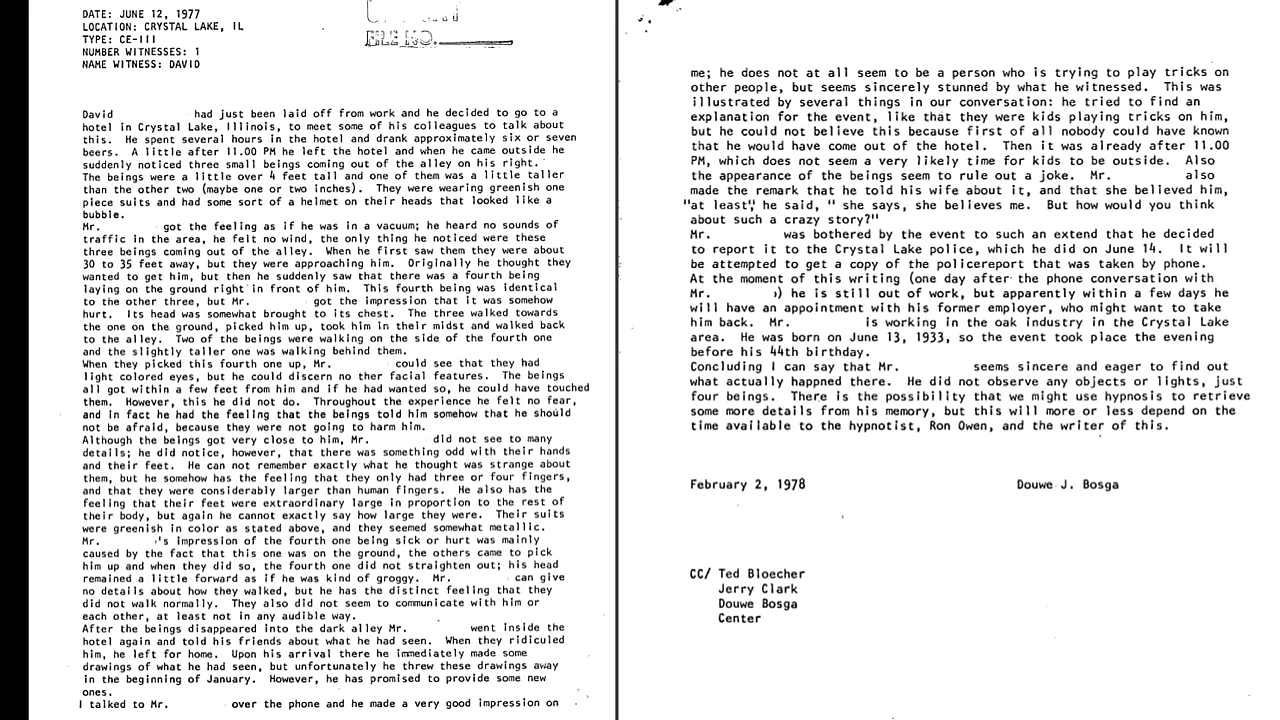 DATE: JUNE 12, 1977
LOCATION: CRYSTAL LAKE, IL
TYPE: CE-III
NUMBER WITNESSES: 1
NAME WITNESS: DAVID
FILE NO.
David had just been laid off from work and he decided to go to a
hotel in Crystal Lake, Illinois, to meet some of his colleagues to talk about
this. He spent several hours in the hotel and drank approximately six or seven
beers. A little after 11.00 PM he left the hotel and when he came outside he
suddenly noticed three small beings coming out of the alley on his right.
The beings were a little over 4 feet tall and one of them was a little taller
than the other two (maybe one or two inches). They were wearing greenish one
piece suits and had some sort of a helmet on their heads that looked like a
bubble.
Mr. got the feeling as if he was in a vacuum; he heard no sounds of
traffic in the area, he felt no wind, the only thing he noticed were these
three beings coming out of the alley. When he first saw them they were about
30 to 35 feet away, but they were approaching him. Originally he thought they
wanted to get him, but then he suddenly saw that there was a fourth being
laying on the ground right in front of him. This fourth being was identical
to the other three, but Mr. got the impression that it was somehow
hurt. Its head was somewhat brought to its chest. The three walked towards
the one on the ground, picked him up, took him in their midst and walked back
to the alley. Two of the beings were walking on the side of the fourth one
and the slightly taller one was walking behind them.
When they picked this fourth one up, Mr. could see that they had
light colored eyes, but he could discern no ther facial features. The beings
all got within a few feet from him and if he had wanted so, he could have touched
them. However, this he did not do. Throughout the experience he felt no fear,
and in fact he had the feeling that the beings told him somehow that he should
not be afraid, because they were not going to harm him.
Although the beings got very close to him, Mr. did not see to many
details; he did notice, however, that there was something odd with their hands
and their feet. He can not remember exactly what he thought was strange about
them, but he somehow has the feeling that they only had three or four fingers,
and that they were considerably larger than human fingers. He also has the
feeling that their feet were extraordinary large in proportion to the rest of
their body, but again he cannot exactly say how large they were. Their suits
were greenish in color as stated above, and they seemed somewhat metallic.
Mr. 's impression of the fourth one being sick or hurt was mainly
caused by the fact that this one was on the ground, the others came to pick
him up and when they did so, the fourth one did not straighten out; his head
remained a little forward as if he was kind of groggy. Mr. can give
no details about how they walked, but he has the distinct feeling that they
did not walk normally. They also did not seem to communicate with him or
each other, at least not in any audible way.
After the beings disappeared into the dark alley Mr. went inside the
hotel again and told his friends about what he had seen. When they ridiculed
him, he left for home. Upon his arrival there he immediately made some
drawings of what he had seen, but unfortunately he threw these drawings away
in the beginning of January. However, he has promised to provide some new
ones.
I talked to Mr. over the phone and he made a very good impression on
me; he does not at all seem to be a person who is trying to play tricks on
other people, but seems sincerely stunned by what he witnessed. This was
illustrated by several things in our conversation: he tried to find an
explanation for the event, like that they were kids playing tricks on him,
but he could not believe this because first of all nobody could have known
that he would have come out of the hotel. Then it was already after 11.00
PM, which does not seem a very likely time for kids to be outside. Also
the appearance of the beings seem to rule out a joke. Mr. also
made the remark that he told his wife about it, and that she believed him,
"at least", he said, " she says, she believes me. But how would you think
about such a crazy story?"
Mr. was bothered by the event to such an extend that he decided
to report it to the Crystal Lake police, which he did on June 14. It will
be attempted to get a copy of the policereport that was taken by phone.
At the moment of this writing (one day after the phone conversation with
Mr. ) he is still out of work, but apparently within a few days he
will have an appointment with his former employer, who might want to take
him back. Mr. is working in the oak industry in the Crystal Lake
area. He was born on June 13, 1933, so the event took place the evening
before his 44th birthday.
Concluding I can say that Mr. seems sincere and eager to find out
what actually happned there. He did not observe any objects or lights, just
four beings. There is the possibility that we might use hypnosis to retrieve
some more details from his memory, but this will more or less depend on the
time available to the hypnotist, Ron Owen, and the writer of this.
February 2, 1978 Douwe J. Bosga
CC/ Ted Bloecher
Jerry Clark
Douwe Bosga
Center